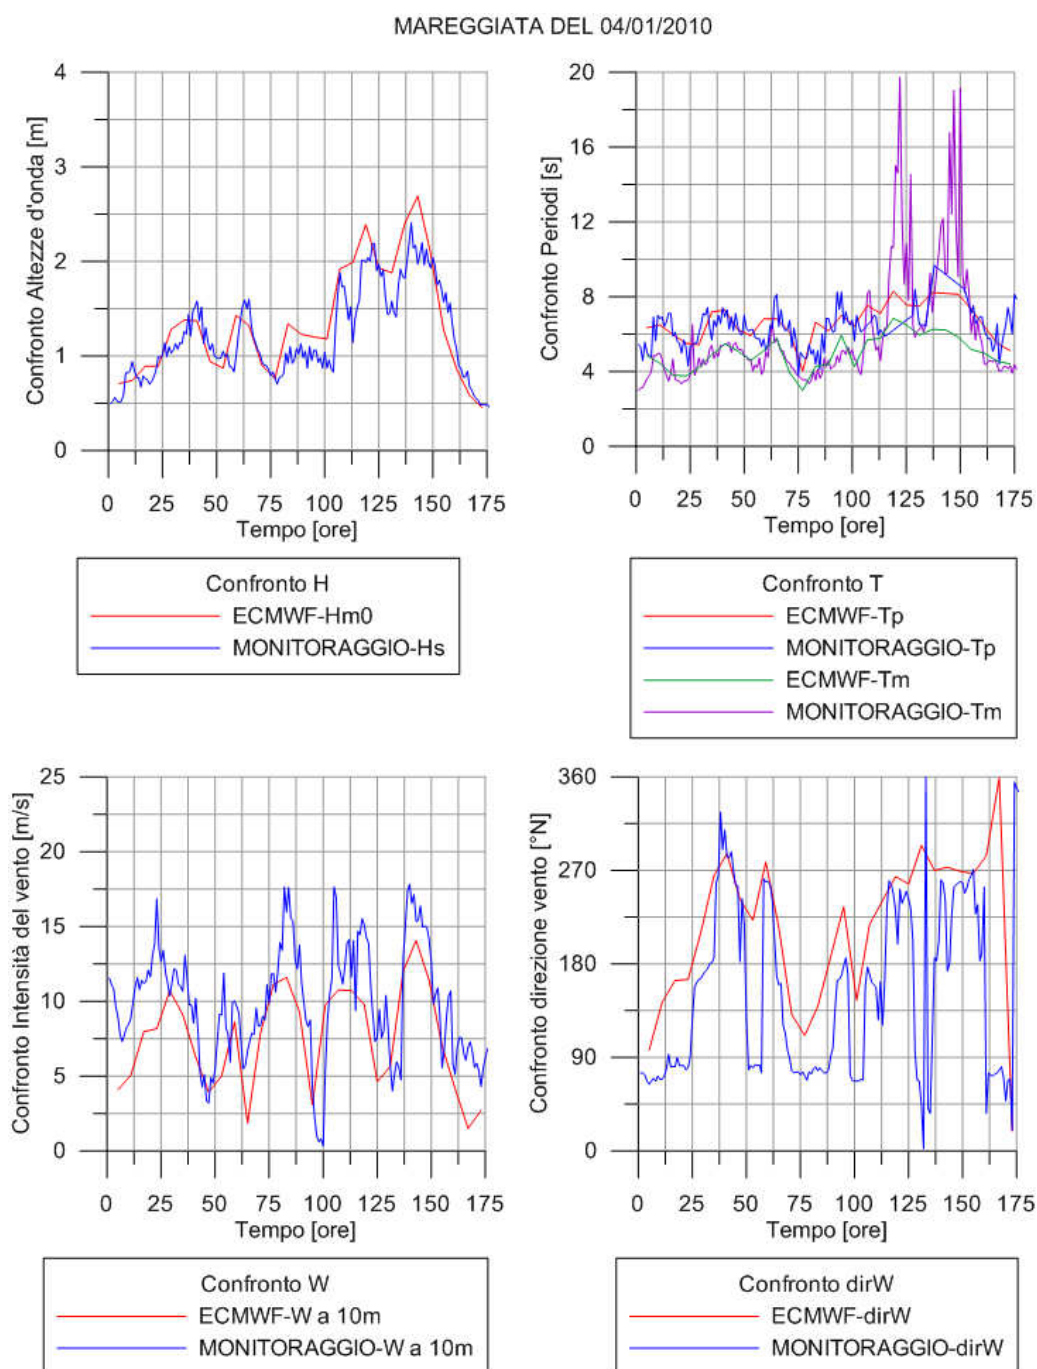 MAREGGIATA DEL 04/01/2010
Confronto Altezze d'onda [m]
4
3
2
1
0
0 25 50 75 100 125 150 175
Tempo [ore]
Confronto H
ECMWF-Hm0
MONITORAGGIO-Hs
Confronto Periodi [s]
20
16
12
8
4
0
0 25 50 75 100 125 150 175
Tempo [ore]
Confronto T
ECMWF-Tp
MONITORAGGIO-Tp
ECMWF-Tm
MONITORAGGIO-Tm
Confronto Intensità del vento [m/s]
25
20
15
10
5
0
0 25 50 75 100 125 150 175
Tempo [ore]
Confronto W
ECMWF-W a 10m
MONITORAGGIO-W a 10m
Confronto direzione vento [°N]
360
270
180
90
0
0 25 50 75 100 125 150 175
Tempo [ore]
Confronto dirW
ECMWF-dirW
MONITORAGGIO-dirW